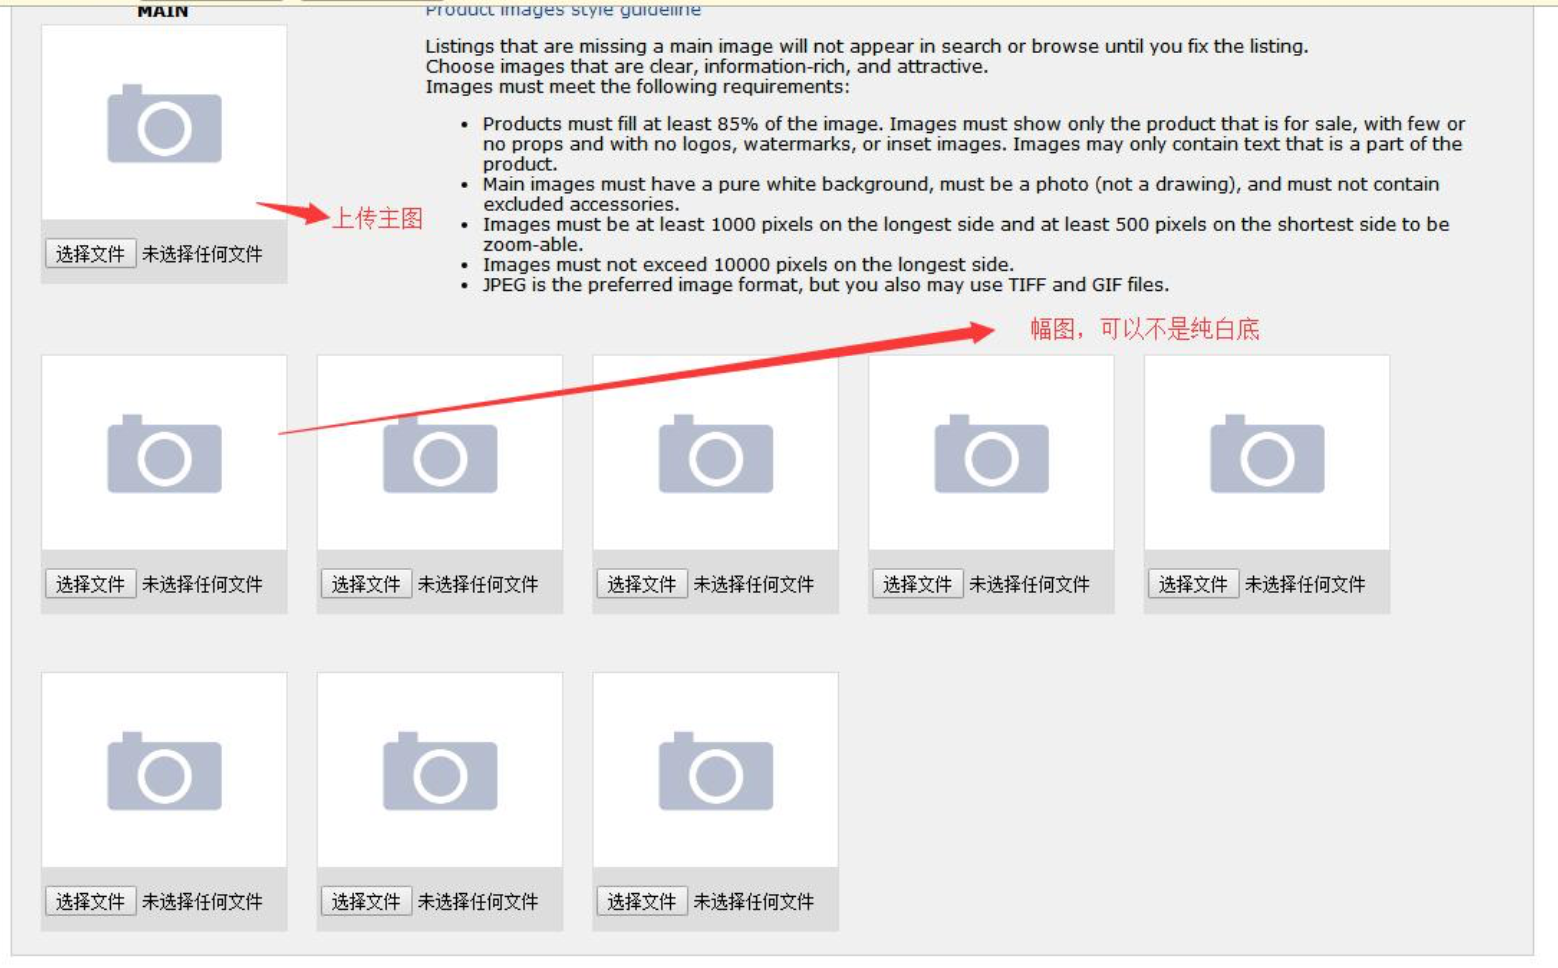 MAIN
Product images style guideline
Listings that are missing a main image will not appear in search or browse until you fix the listing.
Choose images that are clear, information-rich, and attractive.
Images must meet the following requirements:
• Products must fill at least 85% of the image. Images must show only the product that is for sale, with few or
no props and with no logos, watermarks, or inset images. Images may only contain text that is a part of the
product.
• Main images must have a pure white background, must be a photo (not a drawing), and must not contain
excluded accessories.
• Images must be at least 1000 pixels on the longest side and at least 500 pixels on the shortest side to be
zoom-able.
• Images must not exceed 10000 pixels on the longest side.
• JPEG is the preferred image format, but you also may use TIFF and GIF files.
上传主图
选择文件 未选择任何文件
幅图，可以不是纯白底
选择文件 未选择任何文件 选择文件 未选择任何文件 选择文件 未选择任何文件 选择文件 未选择任何文件 选择文件 未选择任何文件
选择文件 未选择任何文件 选择文件 未选择任何文件 选择文件 未选择任何文件